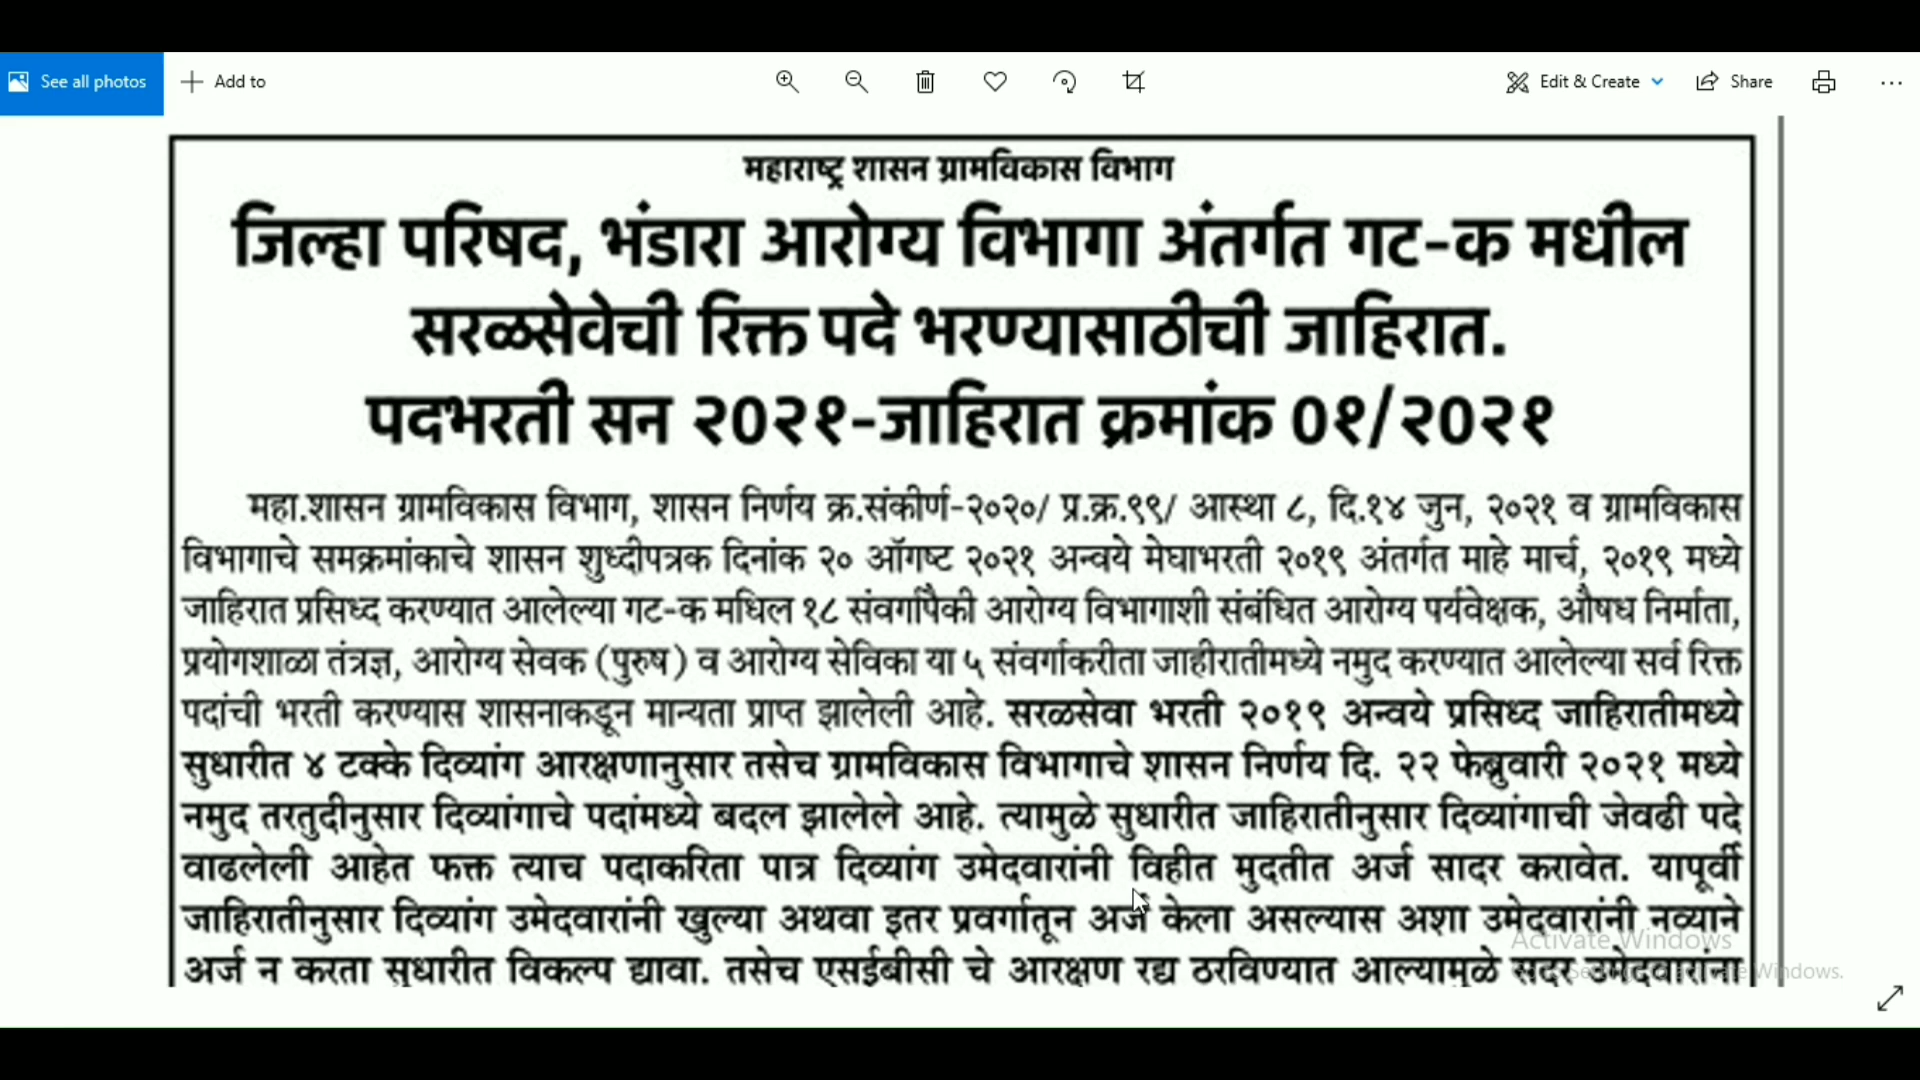 See all photos
Add to
Edit & Create
Share
महाराष्ट्र शासन ग्रामविकास विभाग
जिल्हा परिषद, भंडारा आरोग्य विभागा अंतर्गत गट-क मधील
सरळसेवेची रिक्त पदे भरण्यासाठीची जाहिरात.
पदभरती सन २०२१-जाहिरात क्रमांक 0१/२०२१
महा.शासन ग्रामविकास विभाग, शासन निर्णय क्र.संकीर्ण-२०२०/ प्र.क्र.९९/ आस्था ८, दि.१४ जुन, २०२१ व ग्रामविकास
विभागाचे समक्रमांकाचे शासन शुध्दीपत्रक दिनांक २० ऑगष्ट २०२१ अन्वये मेघाभरती २०१९ अंतर्गत माहे मार्च, २०१९ मध्ये
जाहिरात प्रसिध्द करण्यात आलेल्या गट-क मधिल १८ संवर्गापैकी आरोग्य विभागाशी संबंधित आरोग्य पर्यवेक्षक, औषध निर्माता,
प्रयोगशाळा तंत्रज्ञ, आरोग्य सेवक (पुरुष) व आरोग्य सेविका या ५ संवर्गाकरीता जाहीरातीमध्ये नमुद करण्यात आलेल्या सर्व रिक्त
पदांची भरती करण्यास शासनाकडून मान्यता प्राप्त झालेली आहे. सरळसेवा भरती २०१९ अन्वये प्रसिध्द जाहिरातीमध्ये
सुधारीत ४ टक्के दिव्यांग आरक्षणानुसार तसेच ग्रामविकास विभागाचे शासन निर्णय दि. २२ फेब्रुवारी २०२१ मध्ये
नमुद तरतुदीनुसार दिव्यांगाचे पदांमध्ये बदल झालेले आहे. त्यामुळे सुधारीत जाहिरातीनुसार दिव्यांगाची जेवढी पदे
वाढलेली आहेत फक्त त्याच पदाकरिता पात्र दिव्यांग उमेदवारांनी विहीत मुदतीत अर्ज सादर करावेत. यापूर्वी
जाहिरातीनुसार दिव्यांग उमेदवारांनी खुल्या अथवा इतर प्रवर्गातून अर्ज केला असल्यास अशा उमेदवारांनी नव्याने
अर्ज न करता सुधारीत विकल्प द्यावा. तसेच एसईबीसी चे आरक्षण रद्य ठरविण्यात आल्यामुळे सदर उमेदवारांना
Activate Windows
Windows.